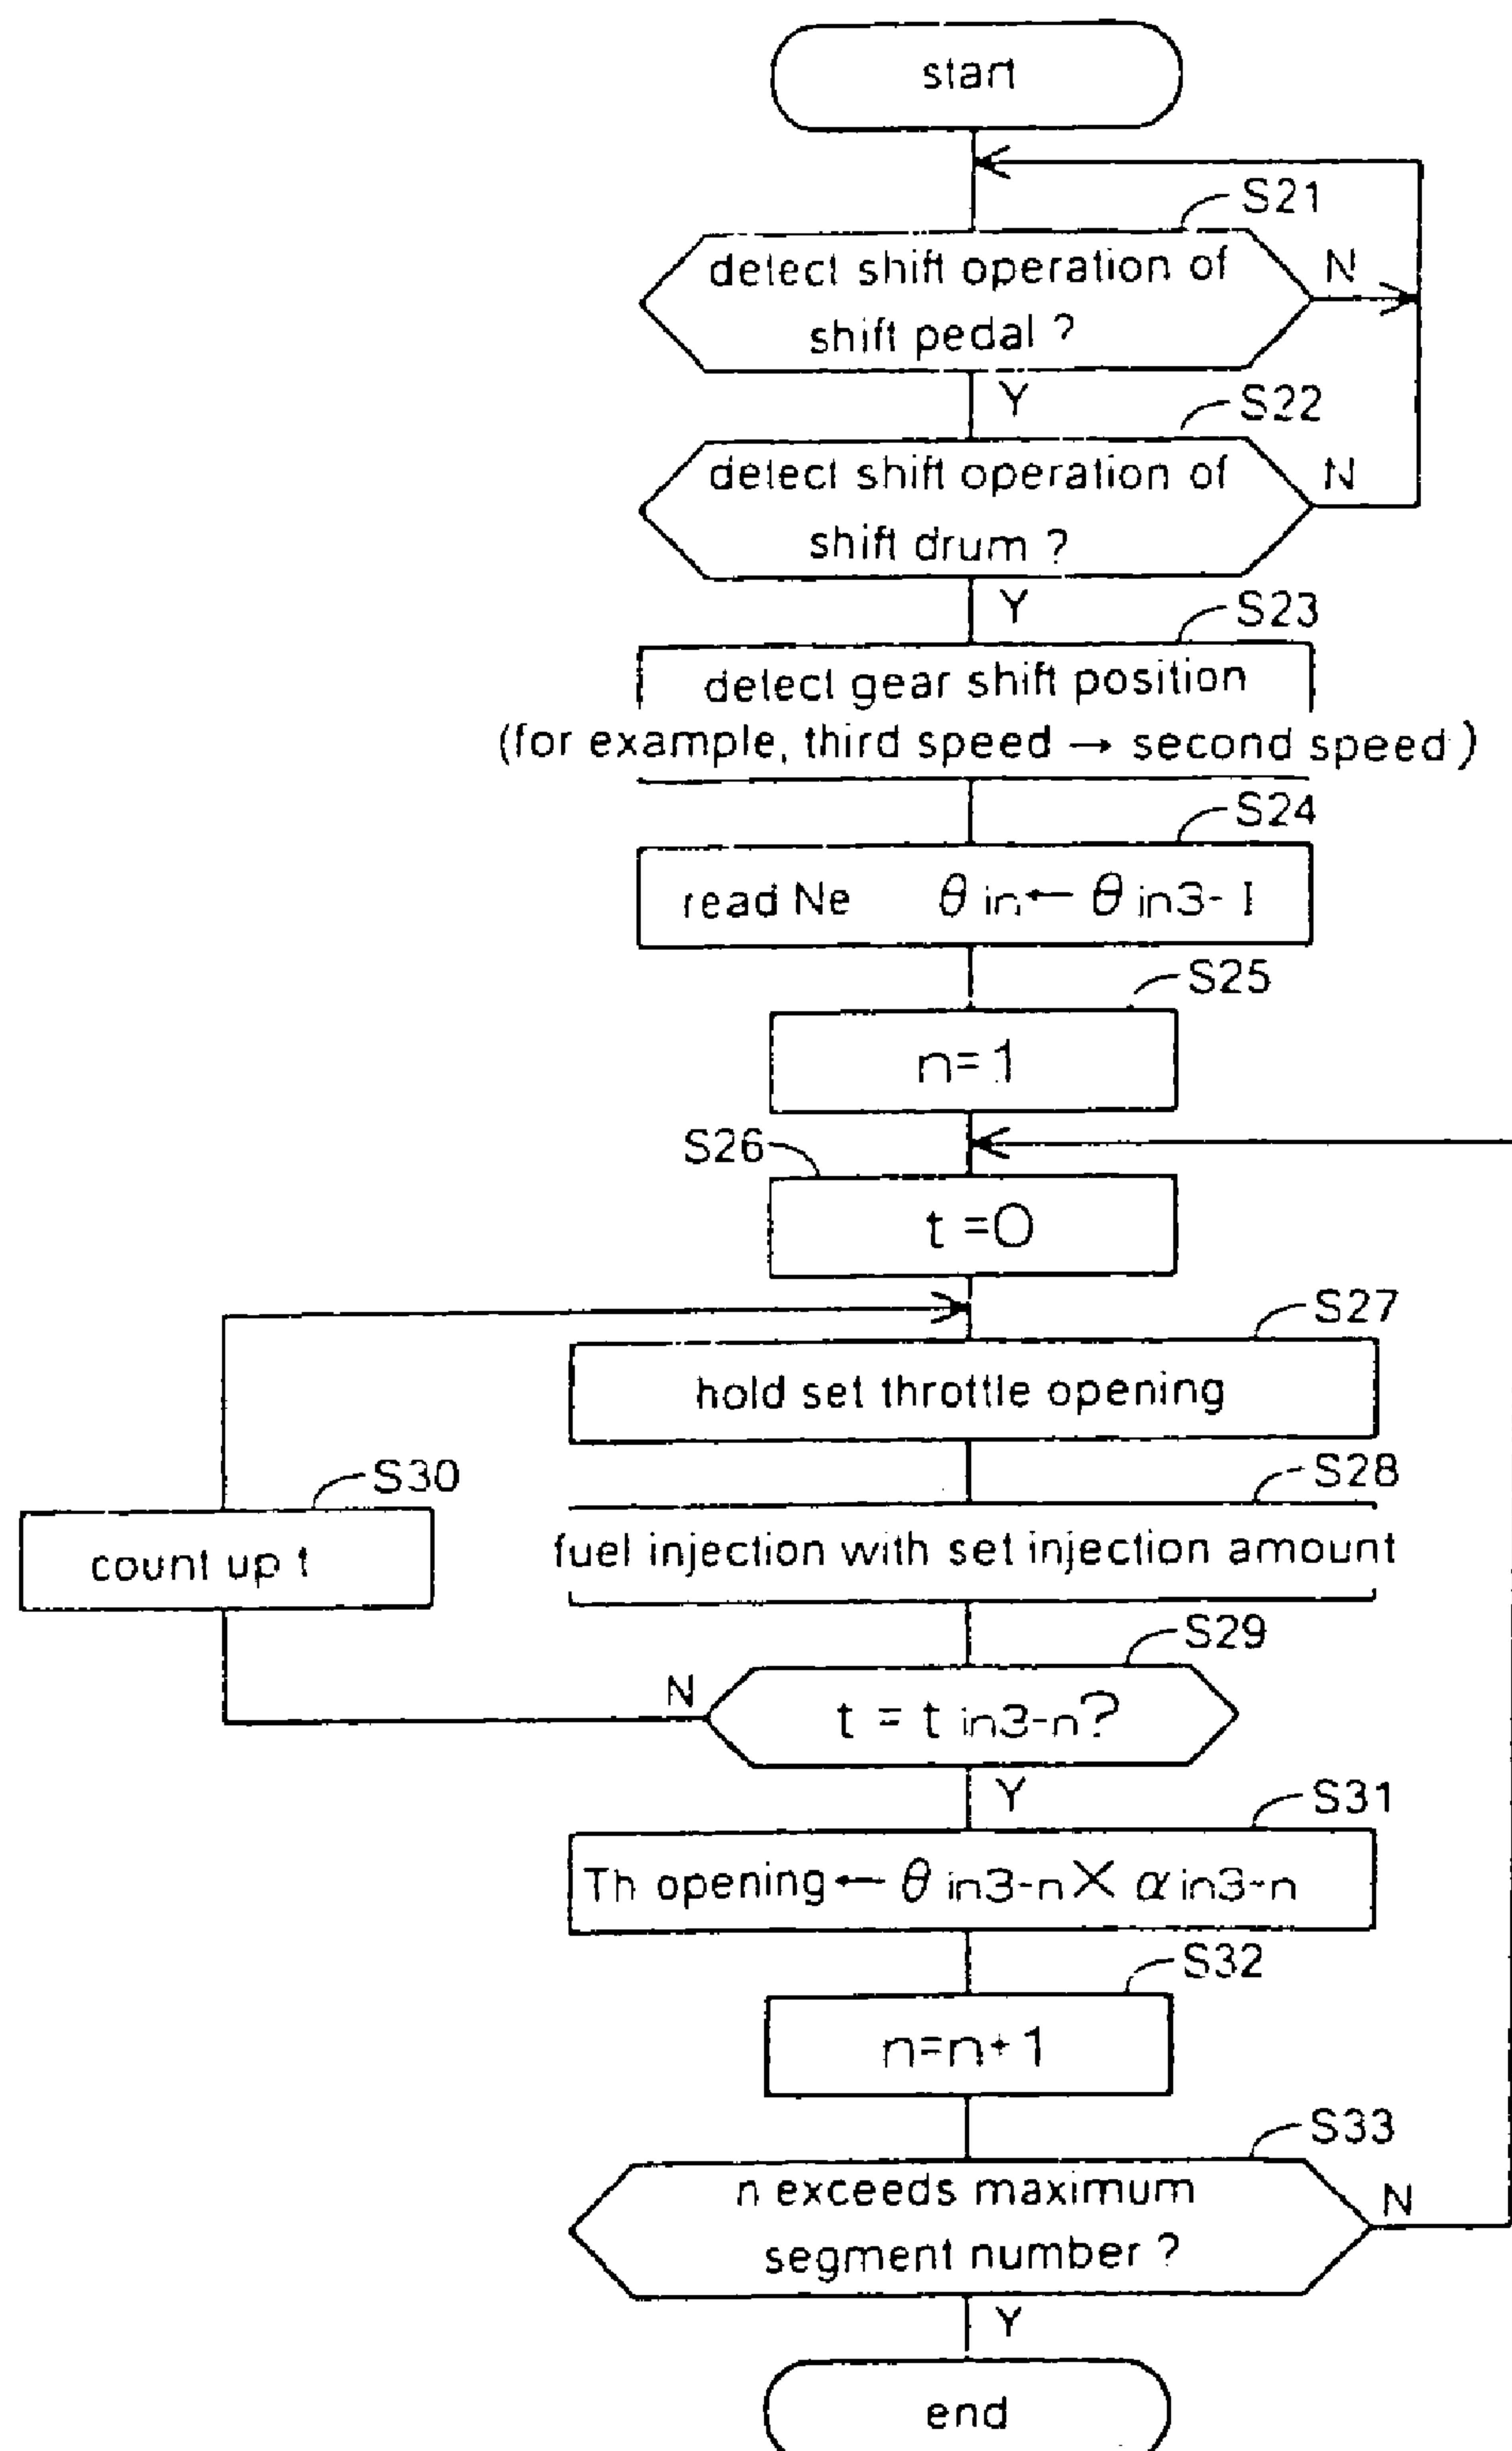 start
S21
detect shift operation of
shift pedal ?
N
Y
S22
detect shift operation of
shift drum ?
N
Y
S23
detect gear shift position
(for example, third speed → second speed)
S24
read Ne θ in ← θ in3-1
S25
n=1
S26
t=0
S27
hold set throttle opening
S30
count up t
S28
fuel injection with set injection amount
S29
N
t = t in3-n?
Y
S31
Th opening ← θ in3-n × α in3-n
S32
n=n+1
S33
n exceeds maximum
segment number ?
N
Y
end